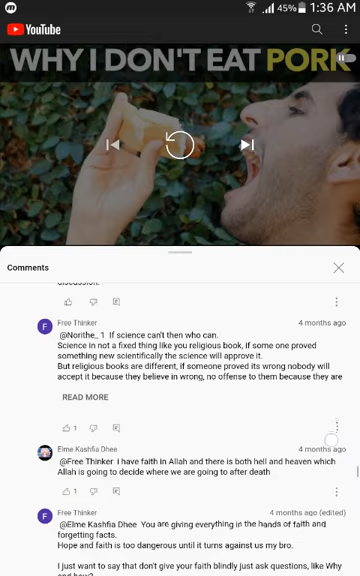 45% 1:36 AM
YouTube
WHY I DON'T EAT PORK
Comments
discussion.
Free Thinker 4 months ago
@Norithe_ 1 If science can't then who can.
Science in not a fixed thing like you religious book, if some one proved
something new scientifically the science will approve it.
But religious books are different, if someone proved its wrong nobody will
accept it because they believe in wrong, no offense to them because they are
READ MORE
1
Elme Kashfia Dhee 4 months ago
@Free Thinker i have faith in Allah and there is both hell and heaven which
Allah is going to decide where we are going to after death
1
Free Thinker 4 months ago (edited)
@Elme Kashfia Dhee You are giving everything in the hands of faith and
forgetting facts.
Hope and faith is too dangerous until it turns against us my bro.
I just want to say that don't give your faith blindly just ask questions, like Why
and how?